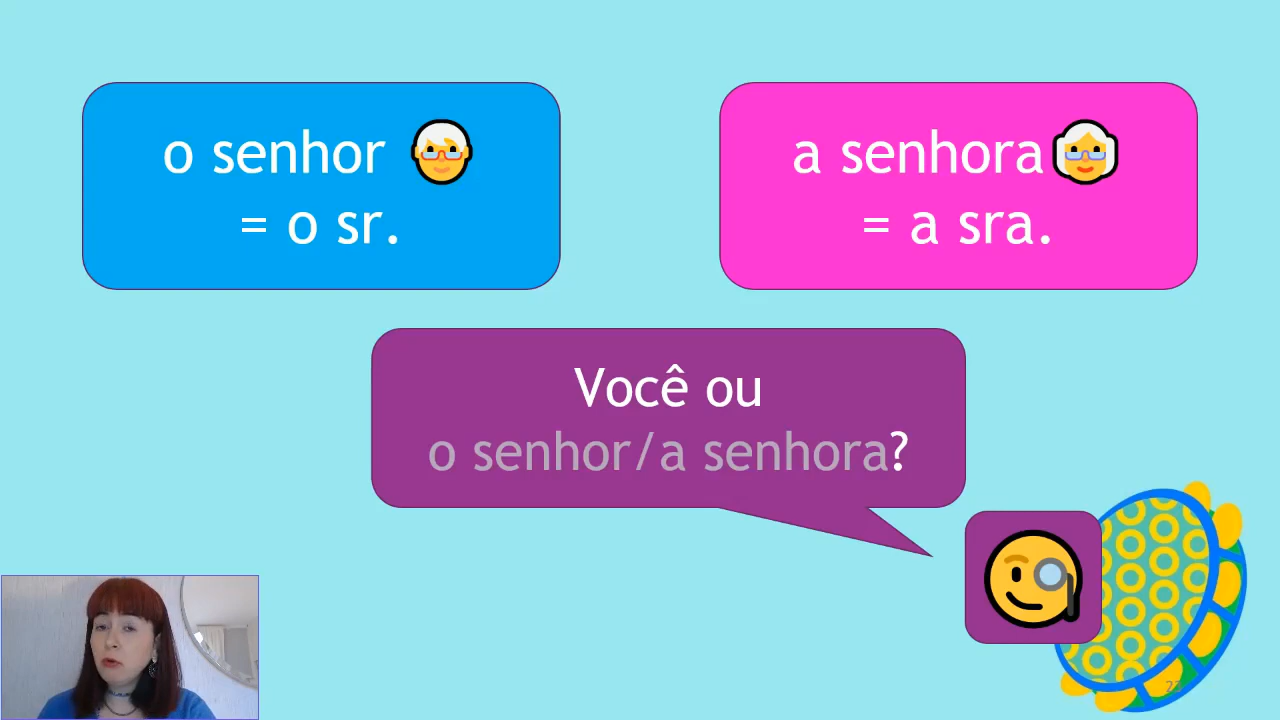 o senhor
= o sr.
a senhora
= a sra.
Você ou
o senhor/a senhora?